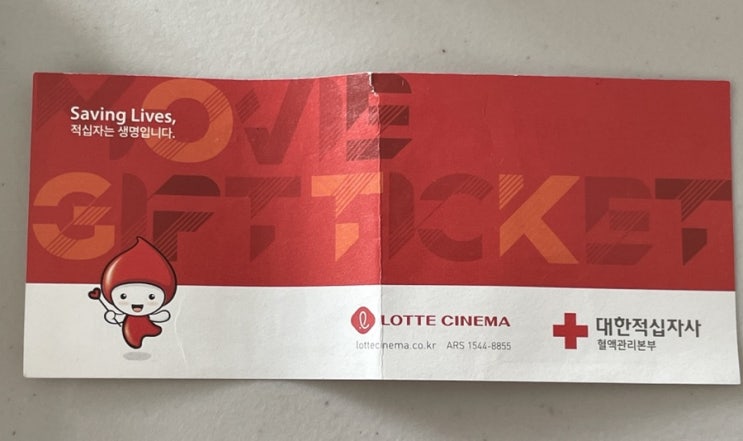 Saving Lives,
적십자는 생명입니다.
MOVIE
GIFT TICKET
LOTTE CINEMA
lottecinema.co.kr ARS 1544-8855
대한적십자사
혈액관리본부